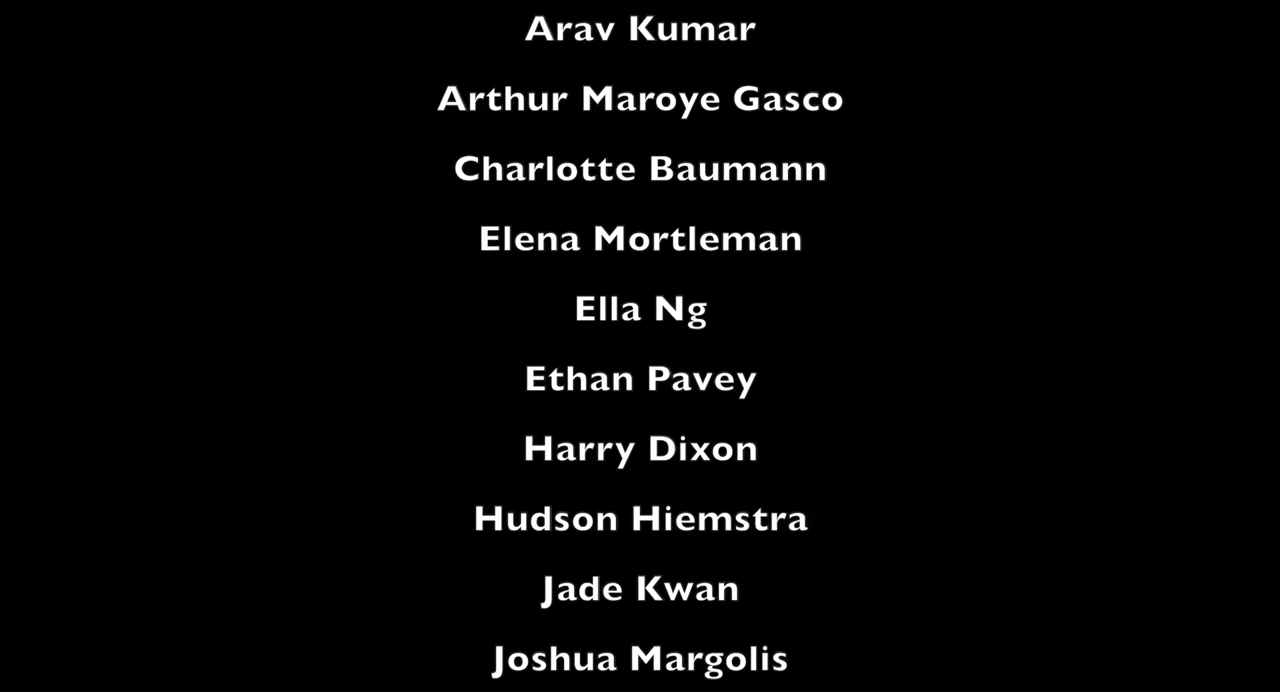 Arav Kumar
Arthur Maroye Gasco
Charlotte Baumann
Elena Mortleman
Ella Ng
Ethan Pavey
Harry Dixon
Hudson Hiemstra
Jade Kwan
Joshua Margolis